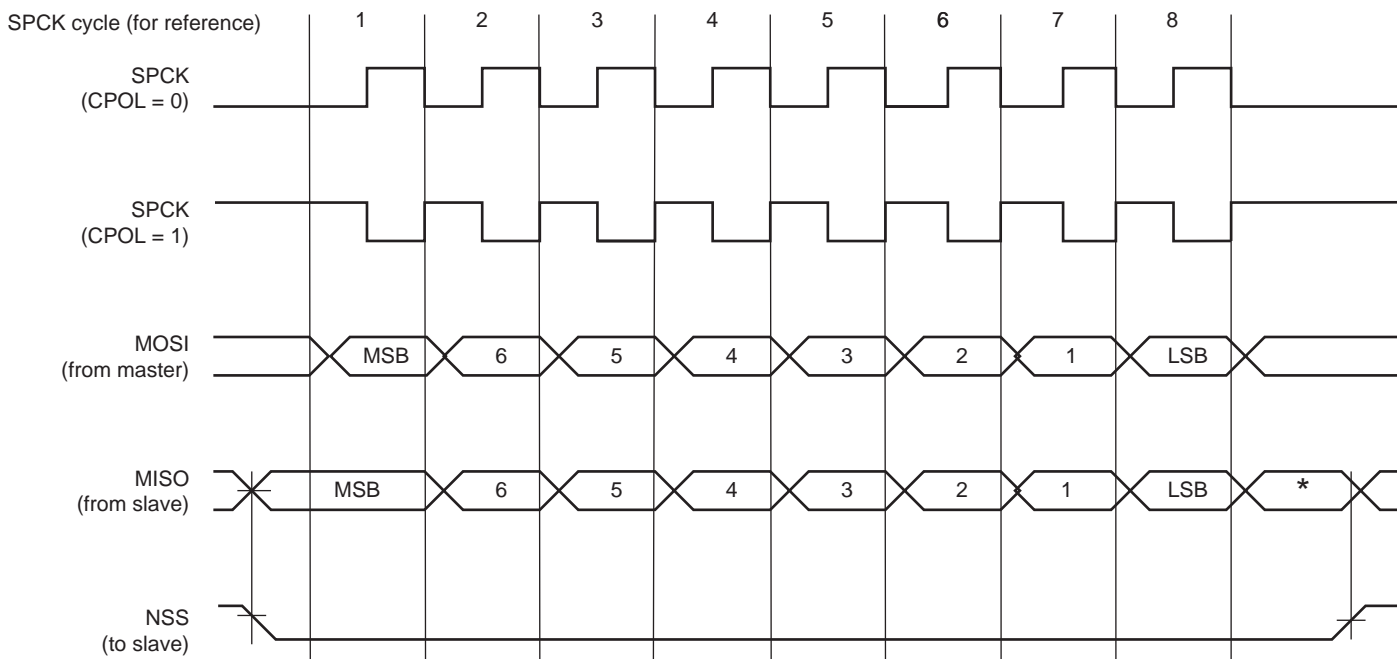 SPCK cycle (for reference) 1 2 3 4 5 6 7 8
SPCK
(CPOL = 0)
SPCK
(CPOL = 1)
MOSI
(from master)
MSB 6 5 4 3 2 1 LSB
MISO
(from slave)
MSB 6 5 4 3 2 1 LSB *
NSS
(to slave)